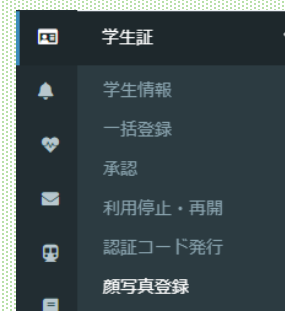 学生証
学生情報
一括登録
承認
利用停止・再開
認証コード発行
顔写真登録